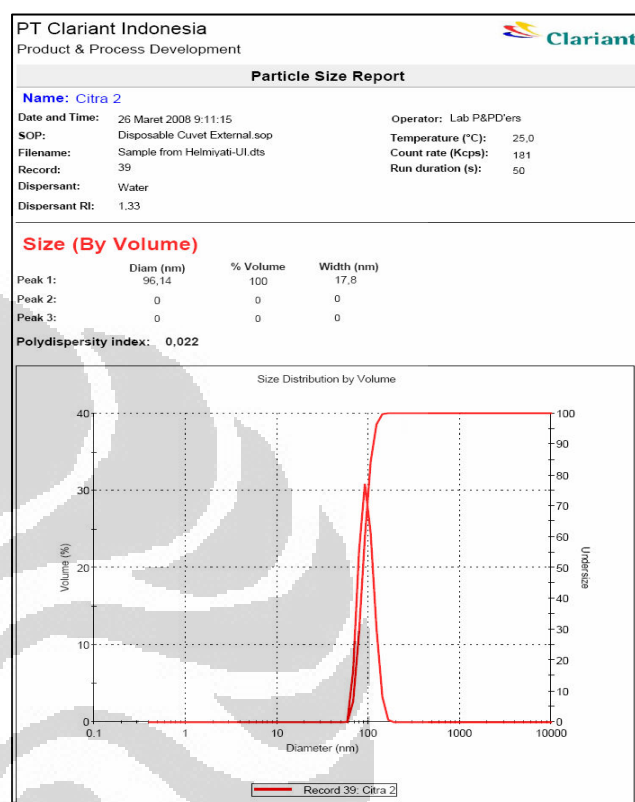 PT Clariant Indonesia
Clariant
Product & Process Development
Particle Size Report
Name: Citra 2
Date and Time: 26 Maret 2008 9:11:15 Operator: Lab P&PD'ers
SOP: Disposable Cuvet External.sop Temperature (°C): 25,0
Filename: Sample from Helmiyati-UI.dts Count rate (Kcps): 181
Record: 39 Run duration (s): 50
Dispersant: Water
Dispersant RI: 1,33
Size (By Volume)
Diam (nm) % Volume Width (nm)
Peak 1: 96,14 100 17,8
Peak 2: 0 0 0
Peak 3: 0 0 0
Polydispersity index: 0,022
Size Distribution by Volume
40 100
90
80
30
70
60
Volume (%) 20 50 Undersize
40
30
10
20
10
0 0
0.1 1 10 100 1000 10000
Diameter (nm)
Record 39: Citra 2